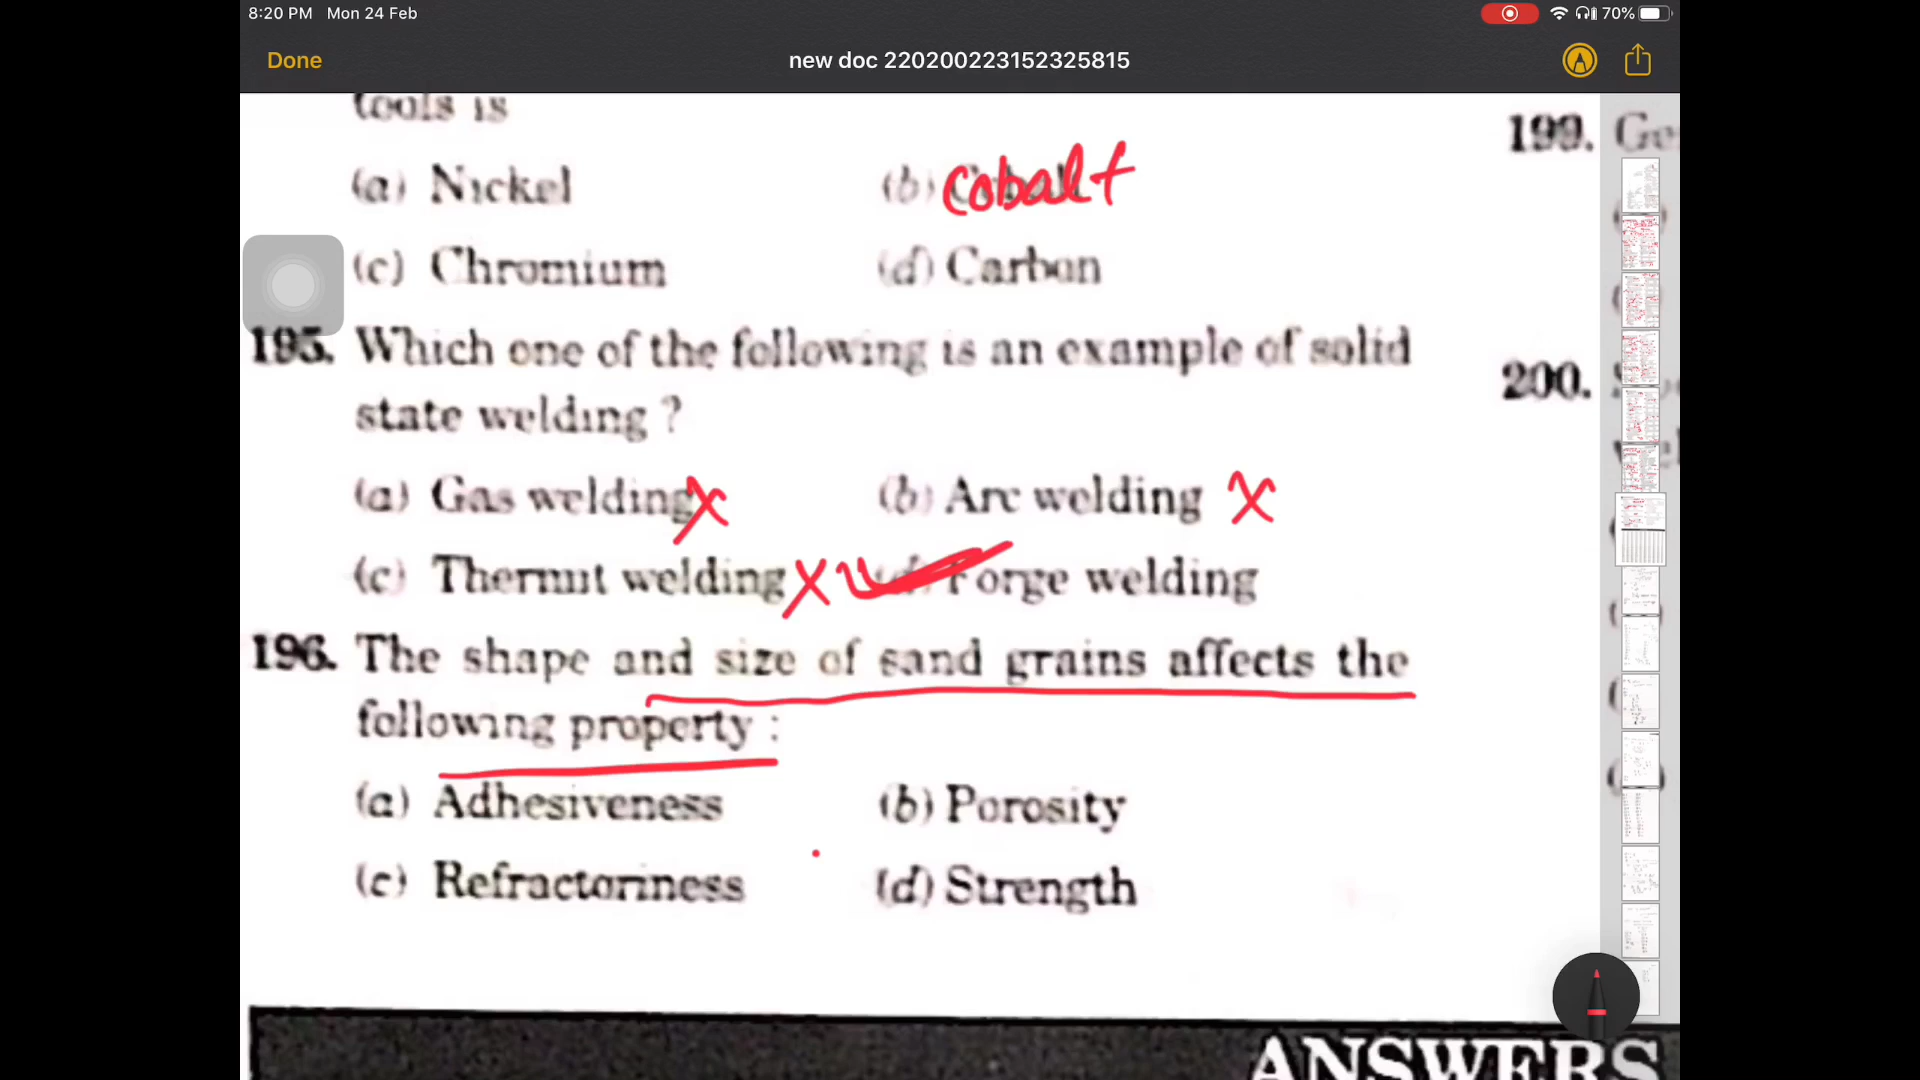 8:20 PM Mon 24 Feb
70%
Done
new doc 220200223152325815
tools is
(a) Nickel
(b) Cobalt
(c) Chromium
(d) Carbon
195. Which one of the following is an example of solid
state welding ?
(a) Gas welding X
(b) Arc welding X
(c) Thermit welding X
(d) Forge welding
196. The shape and size of sand grains affects the
following property :
(a) Adhesiveness
(b) Porosity
(c) Refractoriness
(d) Strength
199. Ge
200.
ANSWERS